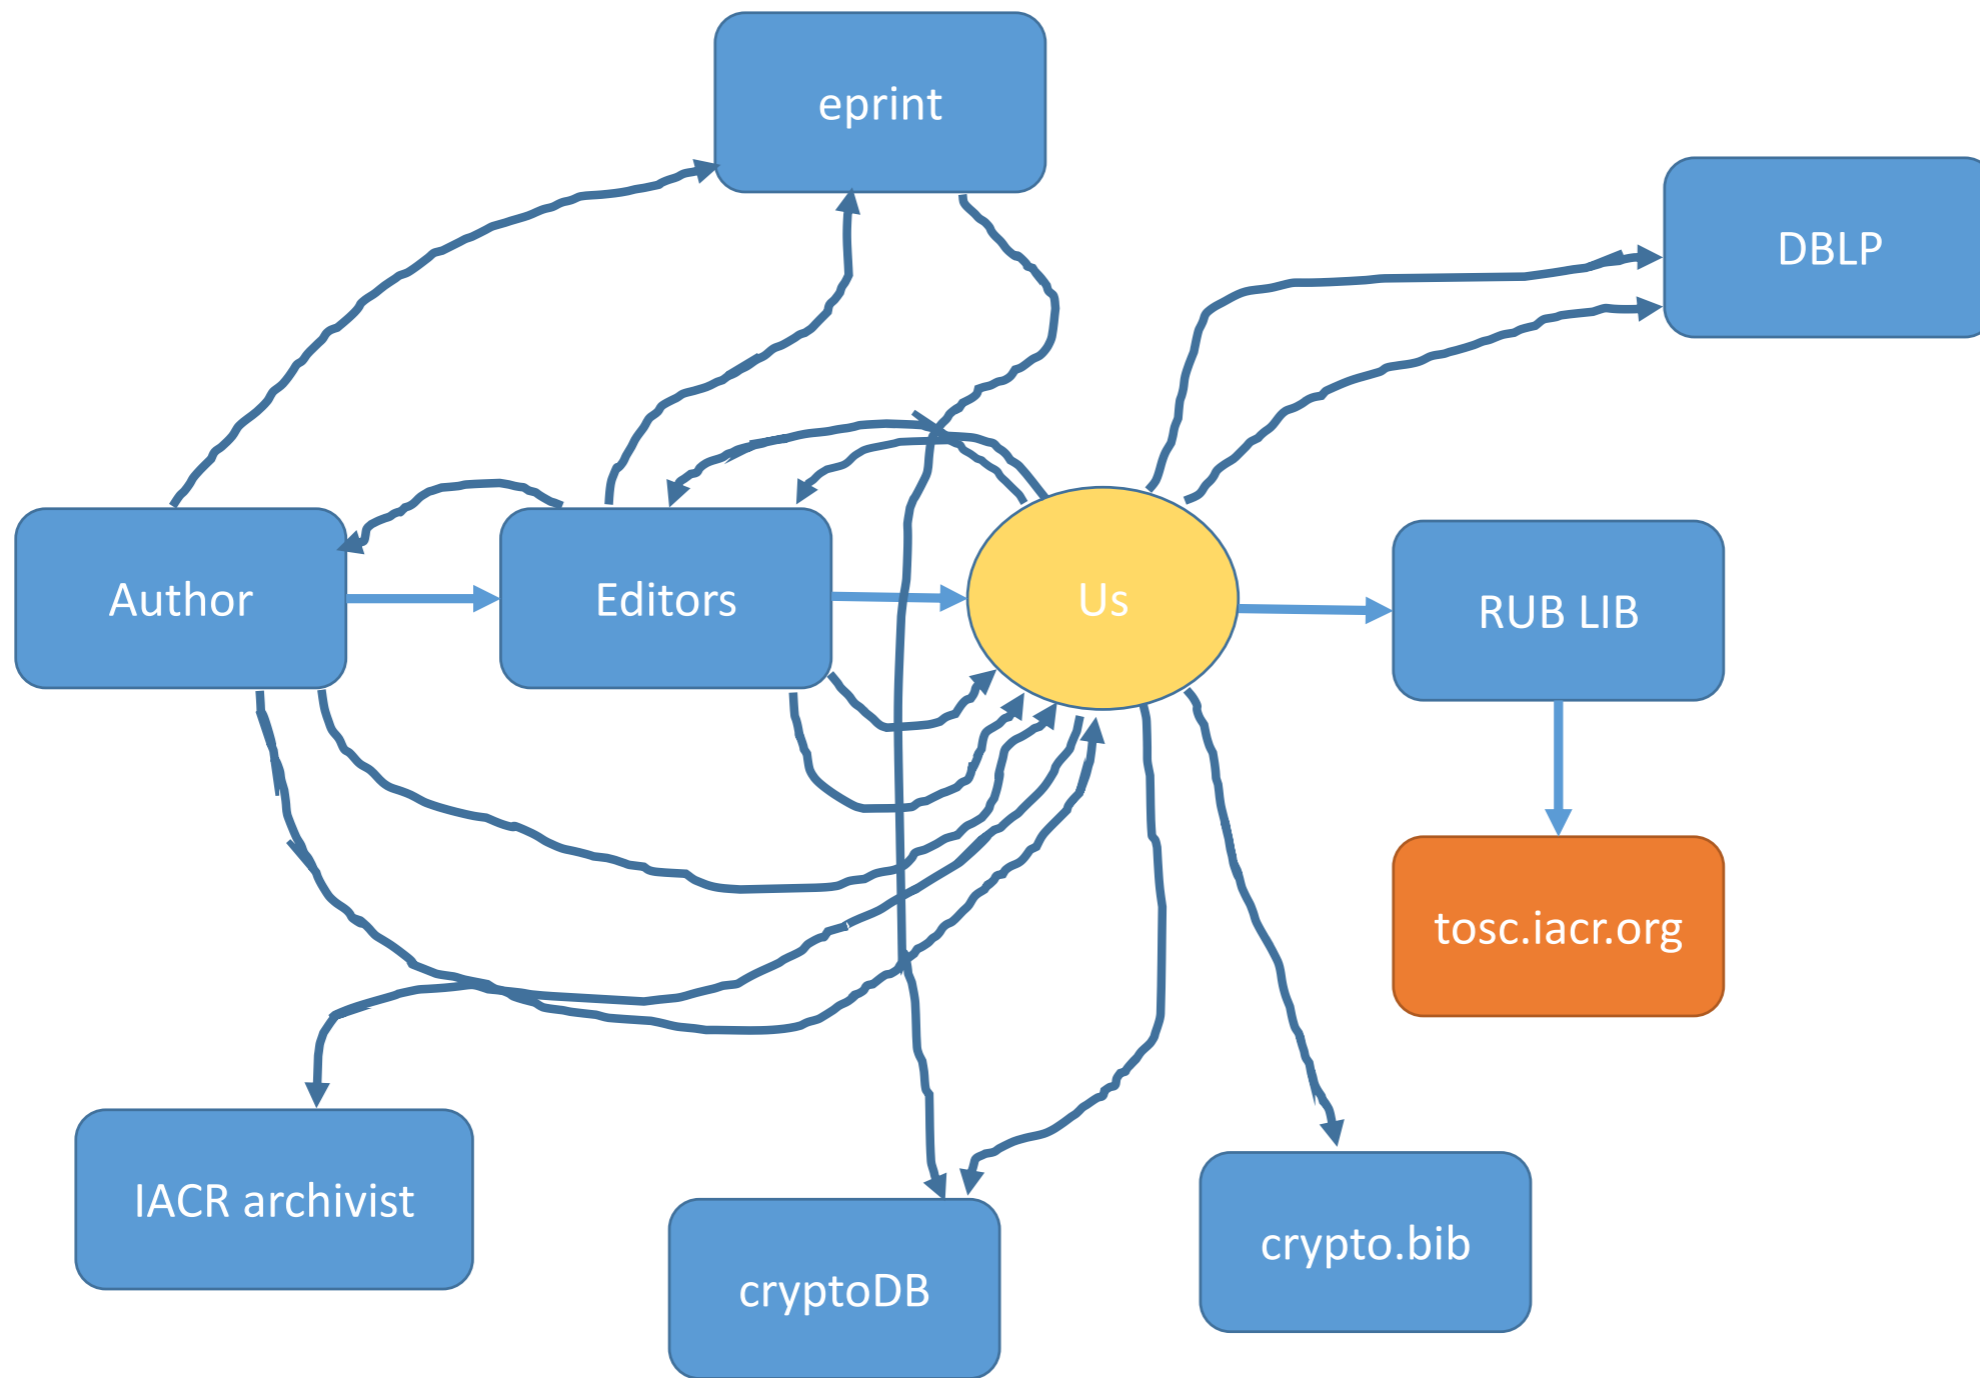 eprint
DBLP
Author
Editors
Us
RUB LIB
tosc.iacr.org
IACR archivist
cryptoDB
crypto.bib